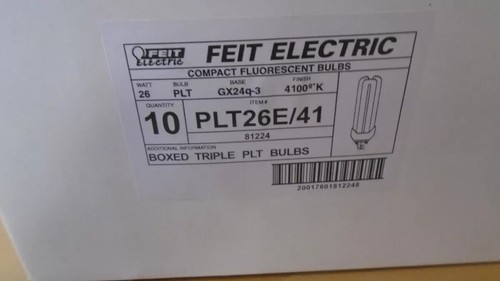 FEIT
Electric
FEIT ELECTRIC
COMPACT FLUORESCENT BULBS
WATT BULB BASE FINISH
26 PLT GX24q-3 4100°K
QUANTITY ITEM#
10 PLT26E/41
81224
ADDITIONAL INFORMATION
BOXED TRIPLE PLT BULBS
20017601812248